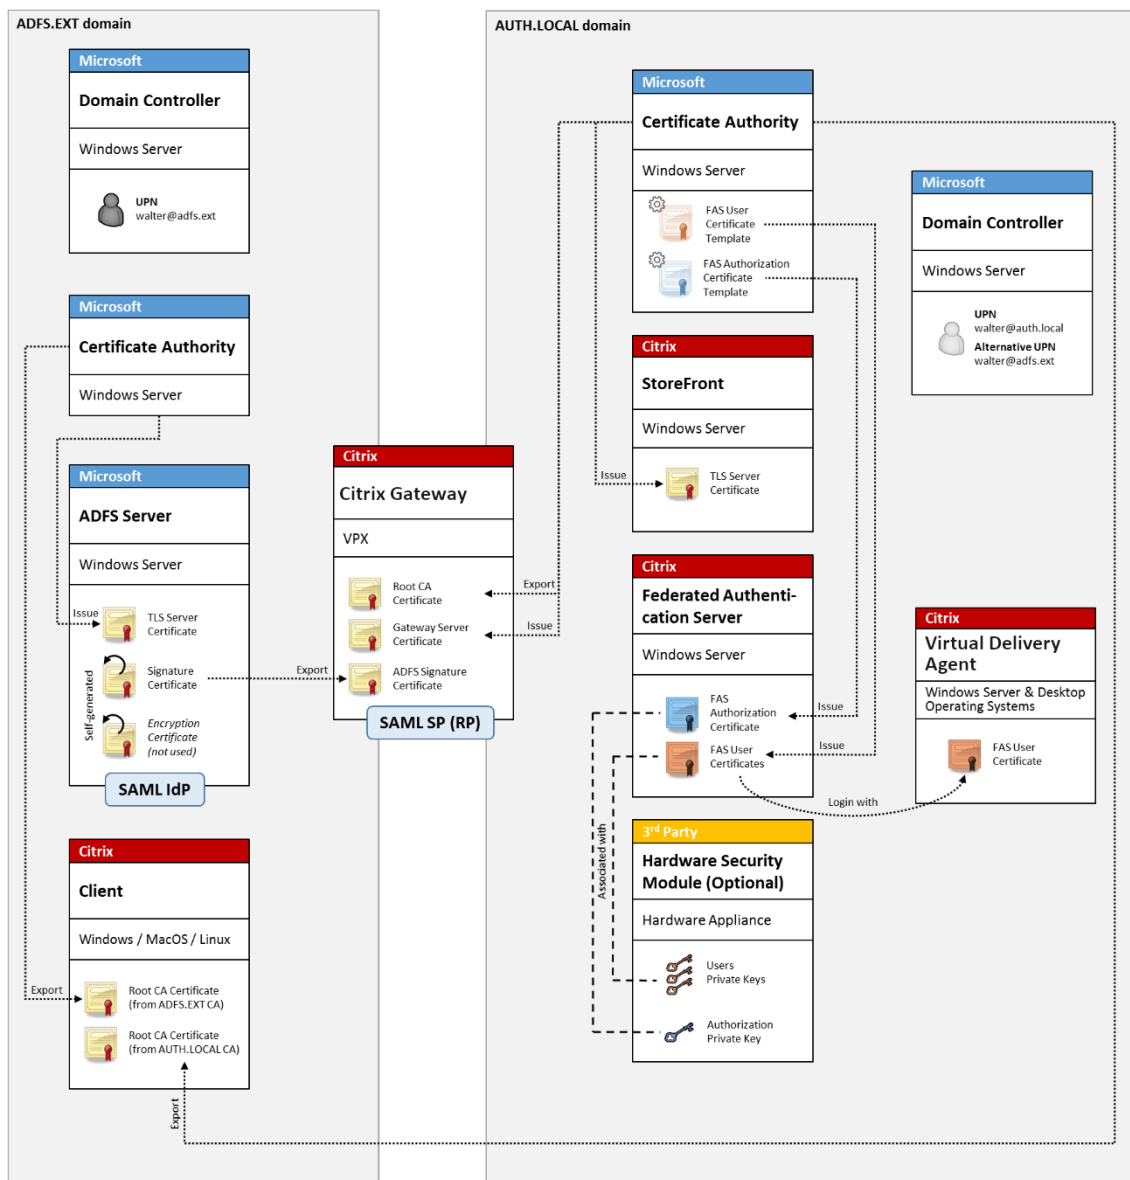 ADFS.EXT domain
Microsoft
Domain Controller
Windows Server
UPN
walter@adfs.ext
Microsoft
Certificate Authority
Windows Server
Microsoft
ADFS Server
Windows Server
Issue
TLS Server
Certificate
Self-generated
Signature
Certificate
Encryption
Certificate
(not used)
SAML IdP
Citrix
Client
Windows / MacOS / Linux
Export
Root CA Certificate
(from ADFS.EXT CA)
Root CA Certificate
(from AUTH.LOCAL CA)
Export
Citrix
Citrix Gateway
VPX
Root CA
Certificate
Export
Gateway Server
Certificate
Issue
Export
ADFS Signature
Certificate
SAML SP (RP)
AUTH.LOCAL domain
Microsoft
Certificate Authority
Windows Server
FAS User
Certificate
Template
FAS Authorization
Certificate
Template
Citrix
StoreFront
Windows Server
Issue
TLS Server
Certificate
Citrix
Federated Authenti-
cation Server
Windows Server
FAS
Authorization
Certificate
Issue
FAS User
Certificates
Issue
Login with
Associated with
3rd Party
Hardware Security
Module (Optional)
Hardware Appliance
Users
Private Keys
Authorization
Private Key
Microsoft
Domain Controller
Windows Server
UPN
walter@auth.local
Alternative UPN
walter@adfs.ext
Citrix
Virtual Delivery
Agent
Windows Server & Desktop
Operating Systems
FAS User
Certificate